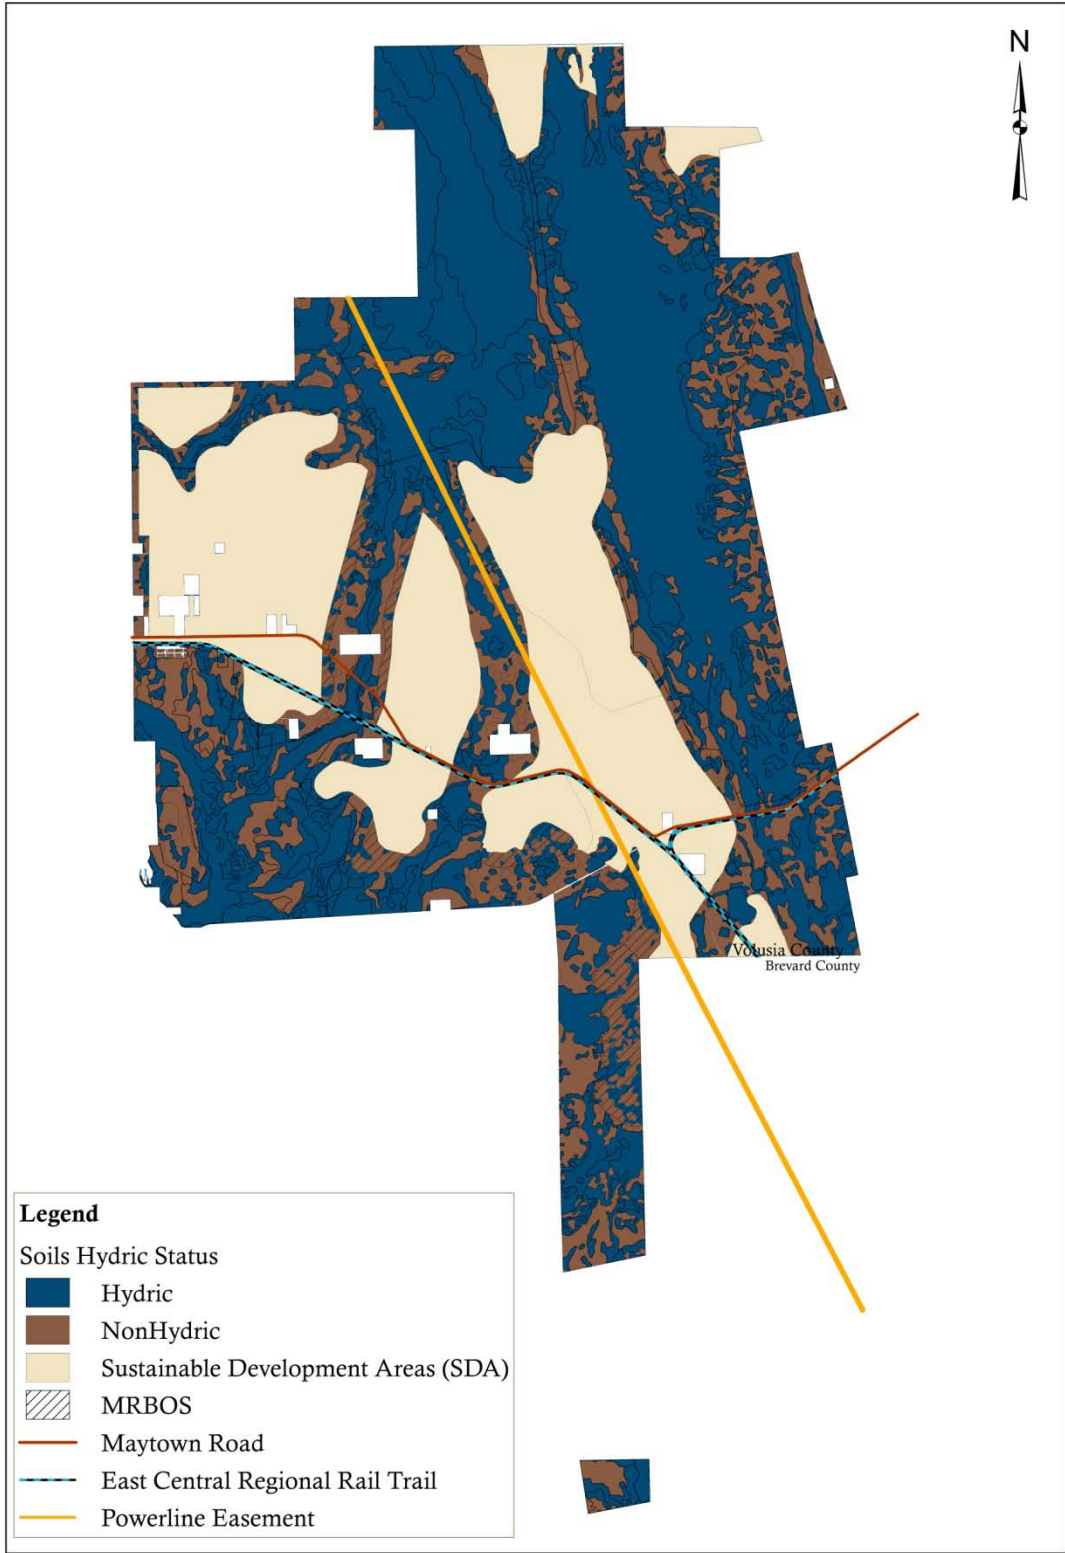 N
Volusia County
Brevard County
Legend
Soils Hydric Status
Hydric
NonHydric
Sustainable Development Areas (SDA)
MRBOS
Maytown Road
East Central Regional Rail Trail
Powerline Easement